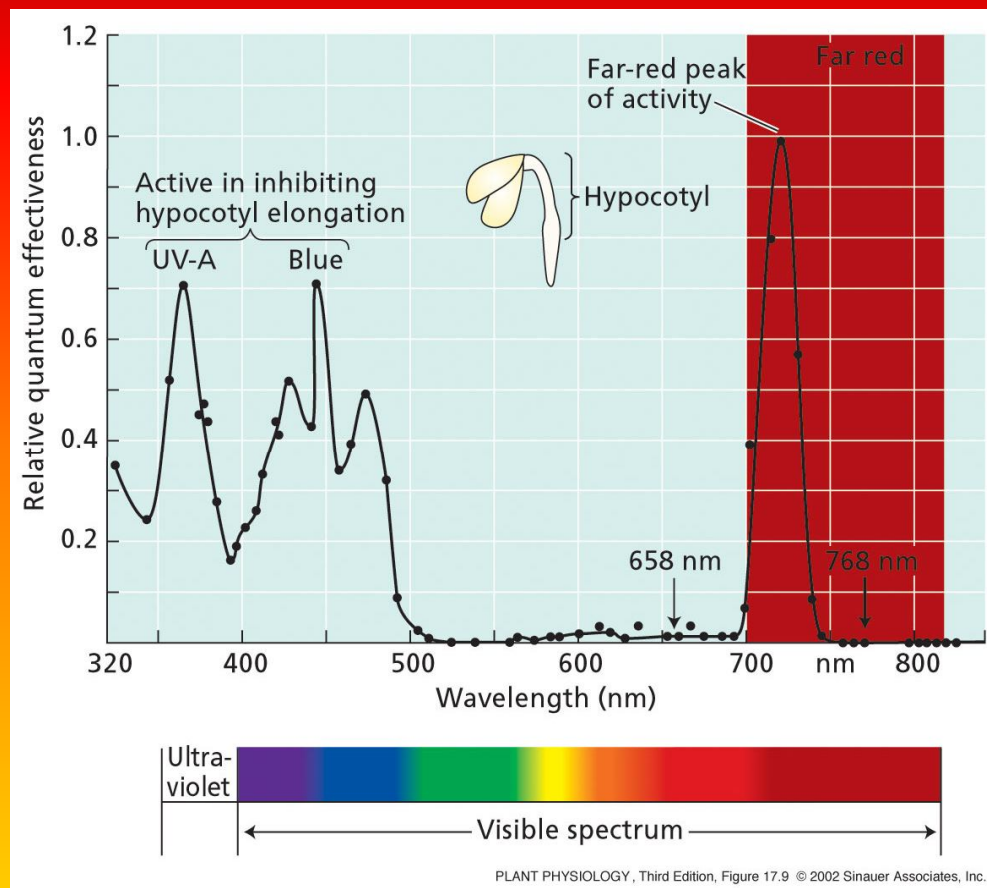 1.2
Far red
Far-red peak
of activity
1.0
Active in inhibiting
hypocotyl elongation
Hypocotyl
0.8
UV-A Blue
0.6
0.4
0.2
Relative quantum effectiveness
658 nm 768 nm
320 400 500 600 700 nm 800
Wavelength (nm)
Ultra-
violet
Visible spectrum
PLANT PHYSIOLOGY, Third Edition, Figure 17.9 © 2002 Sinauer Associates, Inc.